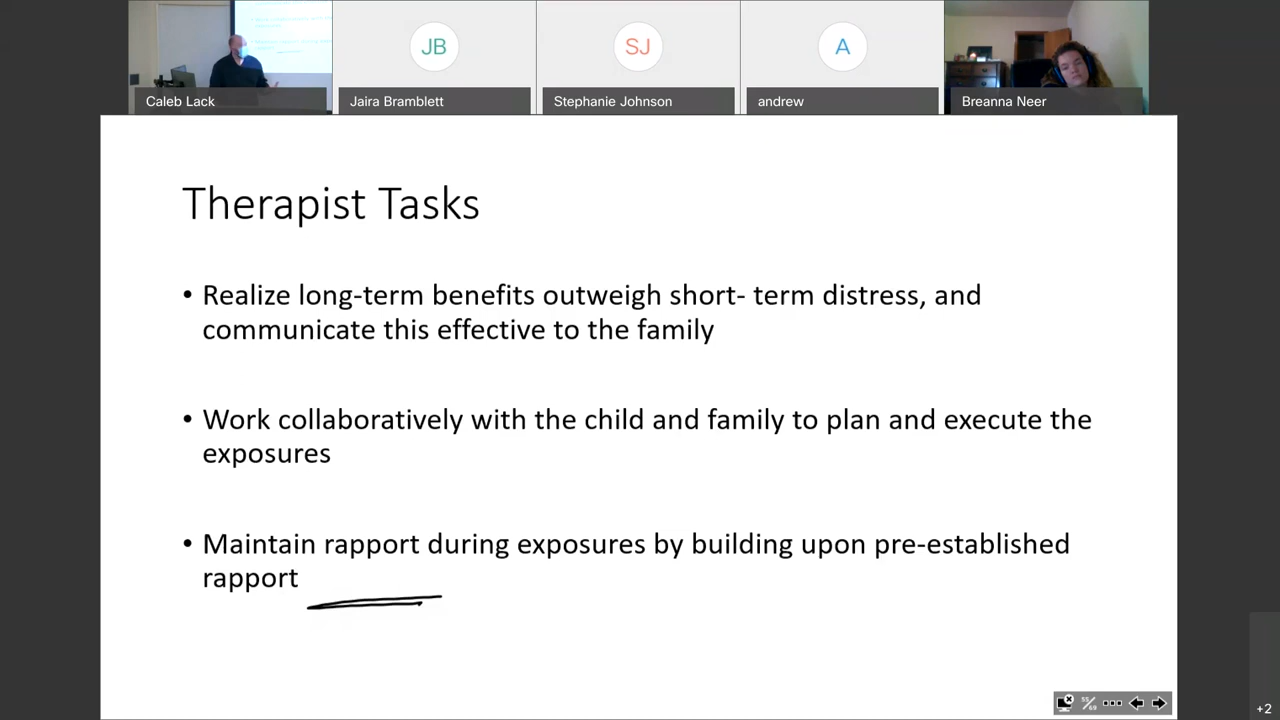 JB
SJ
A
Caleb Lack
Jaira Bramblett
Stephanie Johnson
andrew
Breanna Neer
Therapist Tasks
• Realize long-term benefits outweigh short- term distress, and
communicate this effective to the family
• Work collaboratively with the child and family to plan and execute the
exposures
• Maintain rapport during exposures by building upon pre-established
rapport
+2